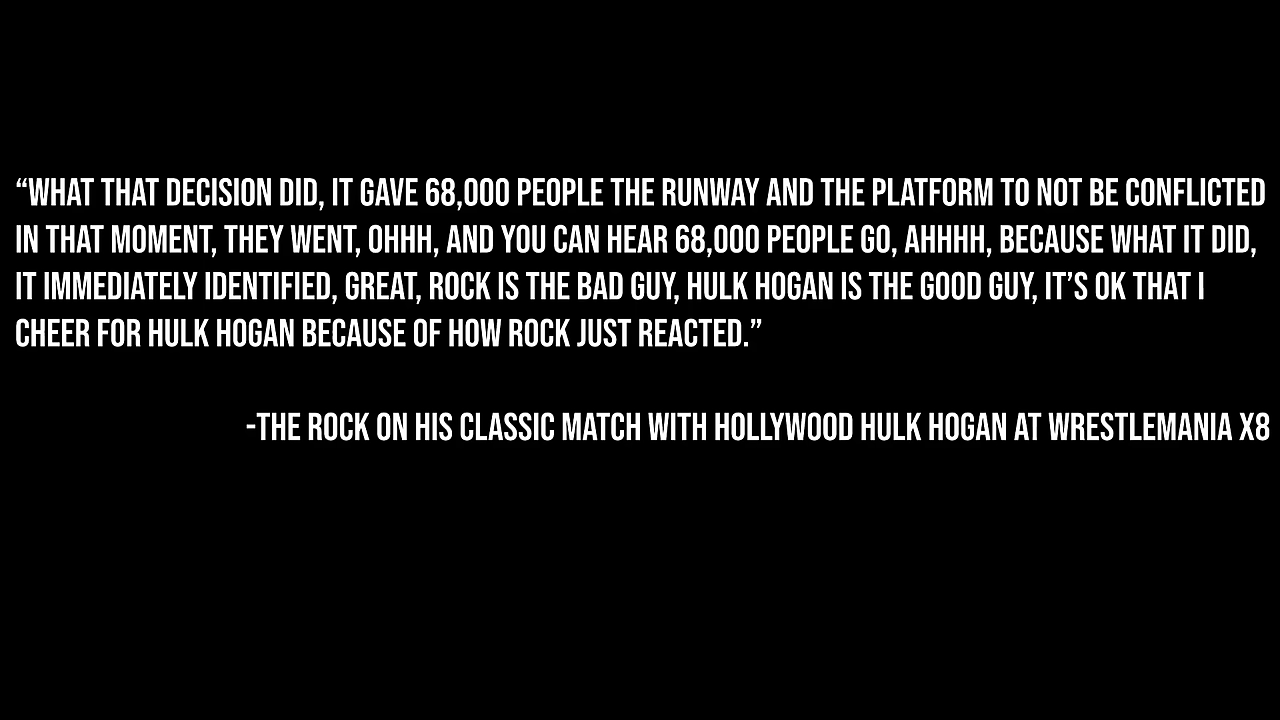 “WHAT THAT DECISION DID, IT GAVE 68,000 PEOPLE THE RUNWAY AND THE PLATFORM TO NOT BE CONFLICTED
IN THAT MOMENT, THEY WENT, OHHH, AND YOU CAN HEAR 68,000 PEOPLE GO, AHHHH, BECAUSE WHAT IT DID,
IT IMMEDIATELY IDENTIFIED, GREAT, ROCK IS THE BAD GUY, HULK HOGAN IS THE GOOD GUY, IT’S OK THAT I
CHEER FOR HULK HOGAN BECAUSE OF HOW ROCK JUST REACTED.”
-THE ROCK ON HIS CLASSIC MATCH WITH HOLLYWOOD HULK HOGAN AT WRESTLEMANIA X8